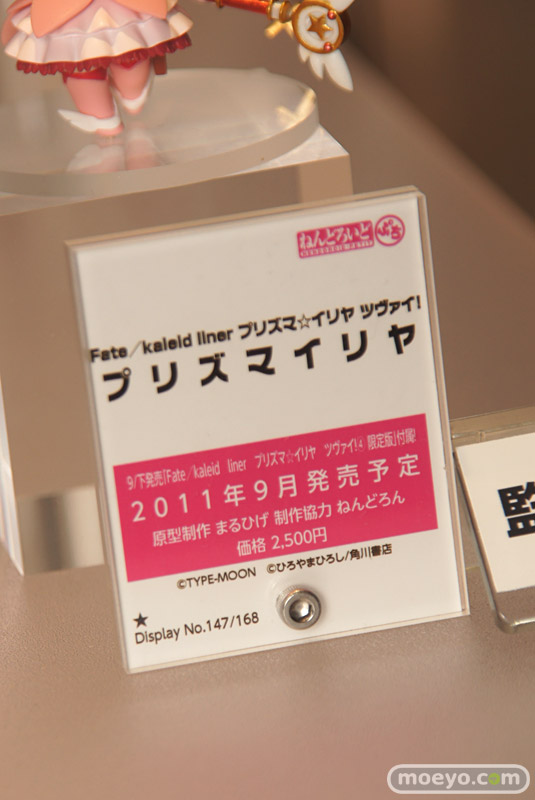 ねんどろいど ぷち
NENDOROID PETIT
Fate／kaleid liner プリズマ☆イリヤ ツヴァイ!
プリズマイリヤ
9/下発売「Fate／kaleid liner プリズマ☆イリヤ ツヴァイ!④ 限定版」付属!
2011年9月発売予定
原型制作 まるひげ 制作協力 ねんどろん
価格 2,500円
©TYPE-MOON ©ひろやまひろし/角川書店
★
Display No.147/168
監
moeyo.com